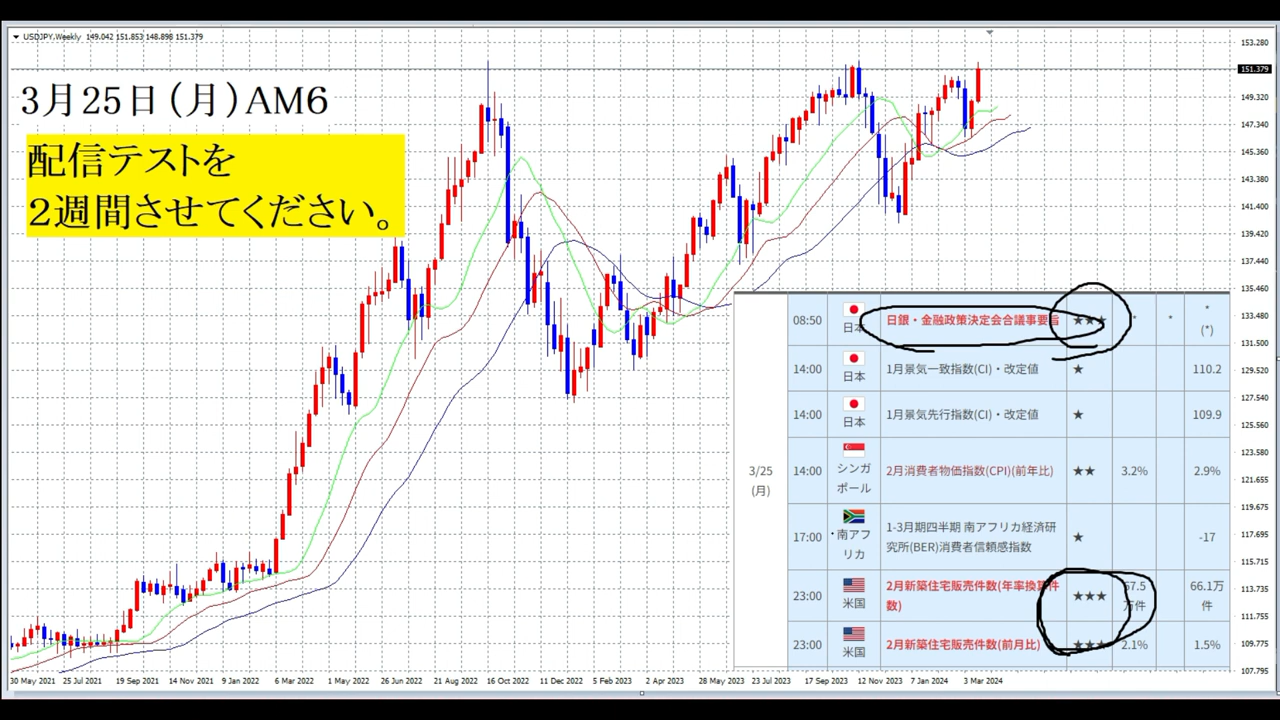 USDJPY,Weekly 149.042 151.853 148.898 151.379
3月25日(月)AM6
配信テストを
2週間させてください。
153.280
151.379
149.320
147.340
145.360
143.380
141.400
139.420
137.440
135.460
133.480
131.500
129.520
127.540
125.560
123.580
121.655
119.675
117.695
115.715
113.735
111.755
109.775
107.795
3/25
(月)
08:50 日本 日銀・金融政策決定会合議事要旨 ★★★ * * *
(*)
14:00 日本 1月景気一致指数(CI)・改定値 ★ 110.2
14:00 日本 1月景気先行指数(CI)・改定値 ★ 109.9
14:00 シンガ
ポール 2月消費者物価指数(CPI)(前年比) ★★ 3.2% 2.9%
17:00 南アフ
リカ 1-3月期四半期 南アフリカ経済研
究所(BER)消費者信頼感指数 ★ -17
23:00 米国 2月新築住宅販売件数(年率換算件
数) ★★★ 67.5
万件 66.1万
件
23:00 米国 2月新築住宅販売件数(前月比) ★★★ 2.1% 1.5%
30 May 2021 25 Jul 2021 19 Sep 2021 14 Nov 2021 9 Jan 2022 6 Mar 2022 1 May 2022 26 Jun 2022 21 Aug 2022 16 Oct 2022 11 Dec 2022 5 Feb 2023 2 Apr 2023 28 May 2023 23 Jul 2023 17 Sep 2023 12 Nov 2023 7 Jan 2024 3 Mar 2024